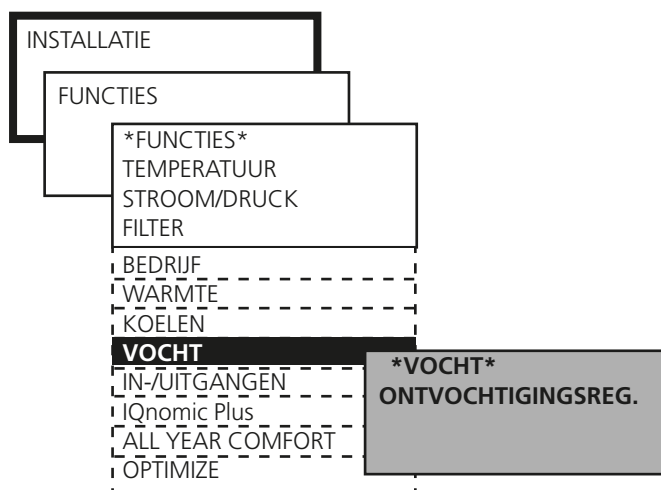 INSTALLATIE
FUNCTIES
*FUNCTIES*
TEMPERATUUR
STROOM/DRUCK
FILTER
BEDRIJF
WARMTE
KOELEN
VOCHT
IN-/UITGANGEN
IQnomic Plus
ALL YEAR COMFORT
OPTIMIZE
*VOCHT*
ONTVOCHTIGINGSREG.